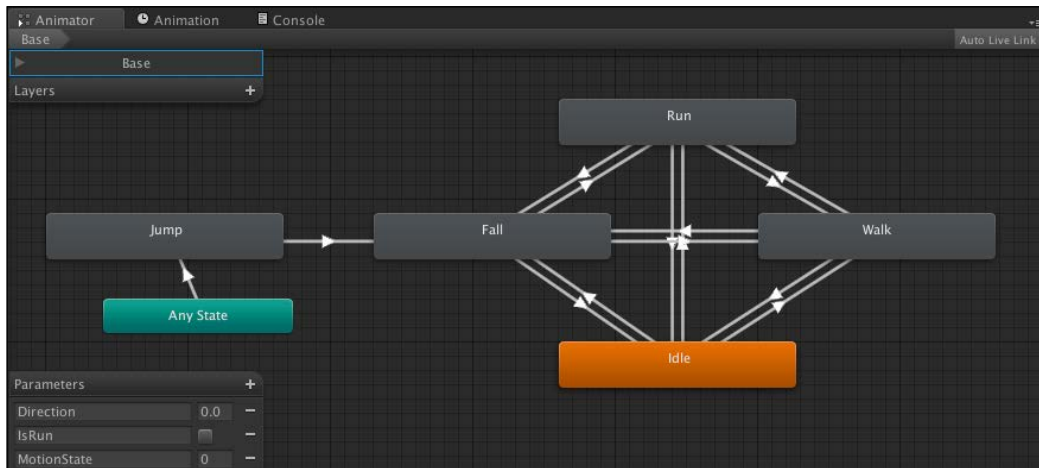 Animator
Animation
Console
Base
Auto Live Link
Base
Layers
Run
Jump
Fall
Walk
Any State
Idle
Parameters
Direction 0.0
IsRun
MotionState 0